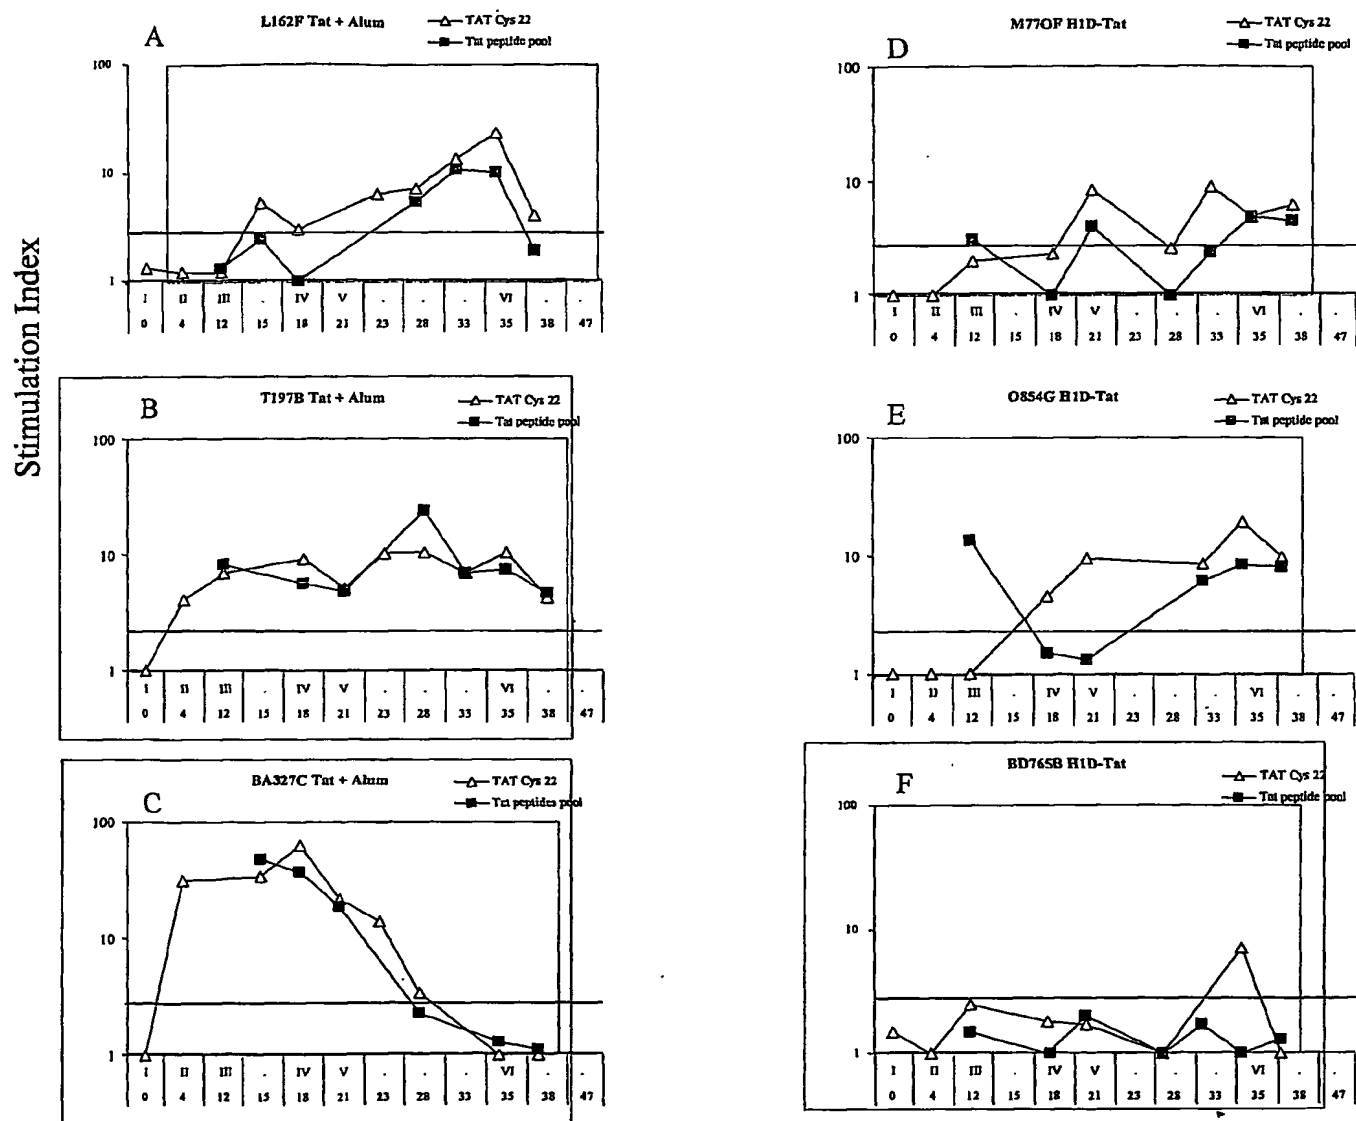 Stimulation Index
A
L162F Tat + Alum
TAT Cys 22
Tat peptide pool
100
10
1
I II III . IV V . . . VI . .
0 4 12 15 18 21 23 28 33 35 38 47
B
T197B Tat + Alum
TAT Cys 22
Tat peptide pool
100
10
1
I II III . IV V . . . VI . .
0 4 12 15 18 21 23 28 33 35 38 47
C
BA327C Tat + Alum
TAT Cys 22
Tat peptides pool
100
10
1
I II III . IV V . . . VI . .
0 4 12 15 18 21 23 28 33 35 38 47
D
M770F H1D-Tat
TAT Cys 22
Tat peptide pool
100
10
1
I II III . IV V . . . VI . .
0 4 12 15 18 21 23 28 33 35 38 47
E
O854G H1D-Tat
TAT Cys 22
Tat peptide pool
100
10
1
I II III . IV V . . . VI . .
0 4 12 15 18 21 23 28 33 35 38 47
F
BD765B H1D-Tat
TAT Cys 22
Tat peptide pool
100
10
1
I II III . IV V . . . VI . .
0 4 12 15 18 21 23 28 33 35 38 47